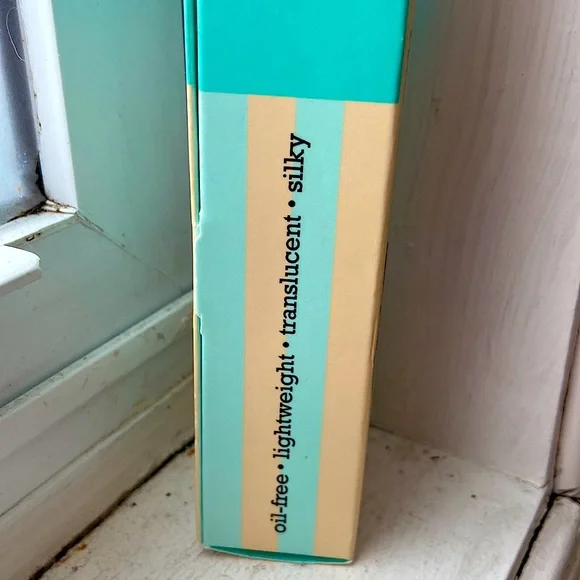 oil-free • lightweight • translucent • silky